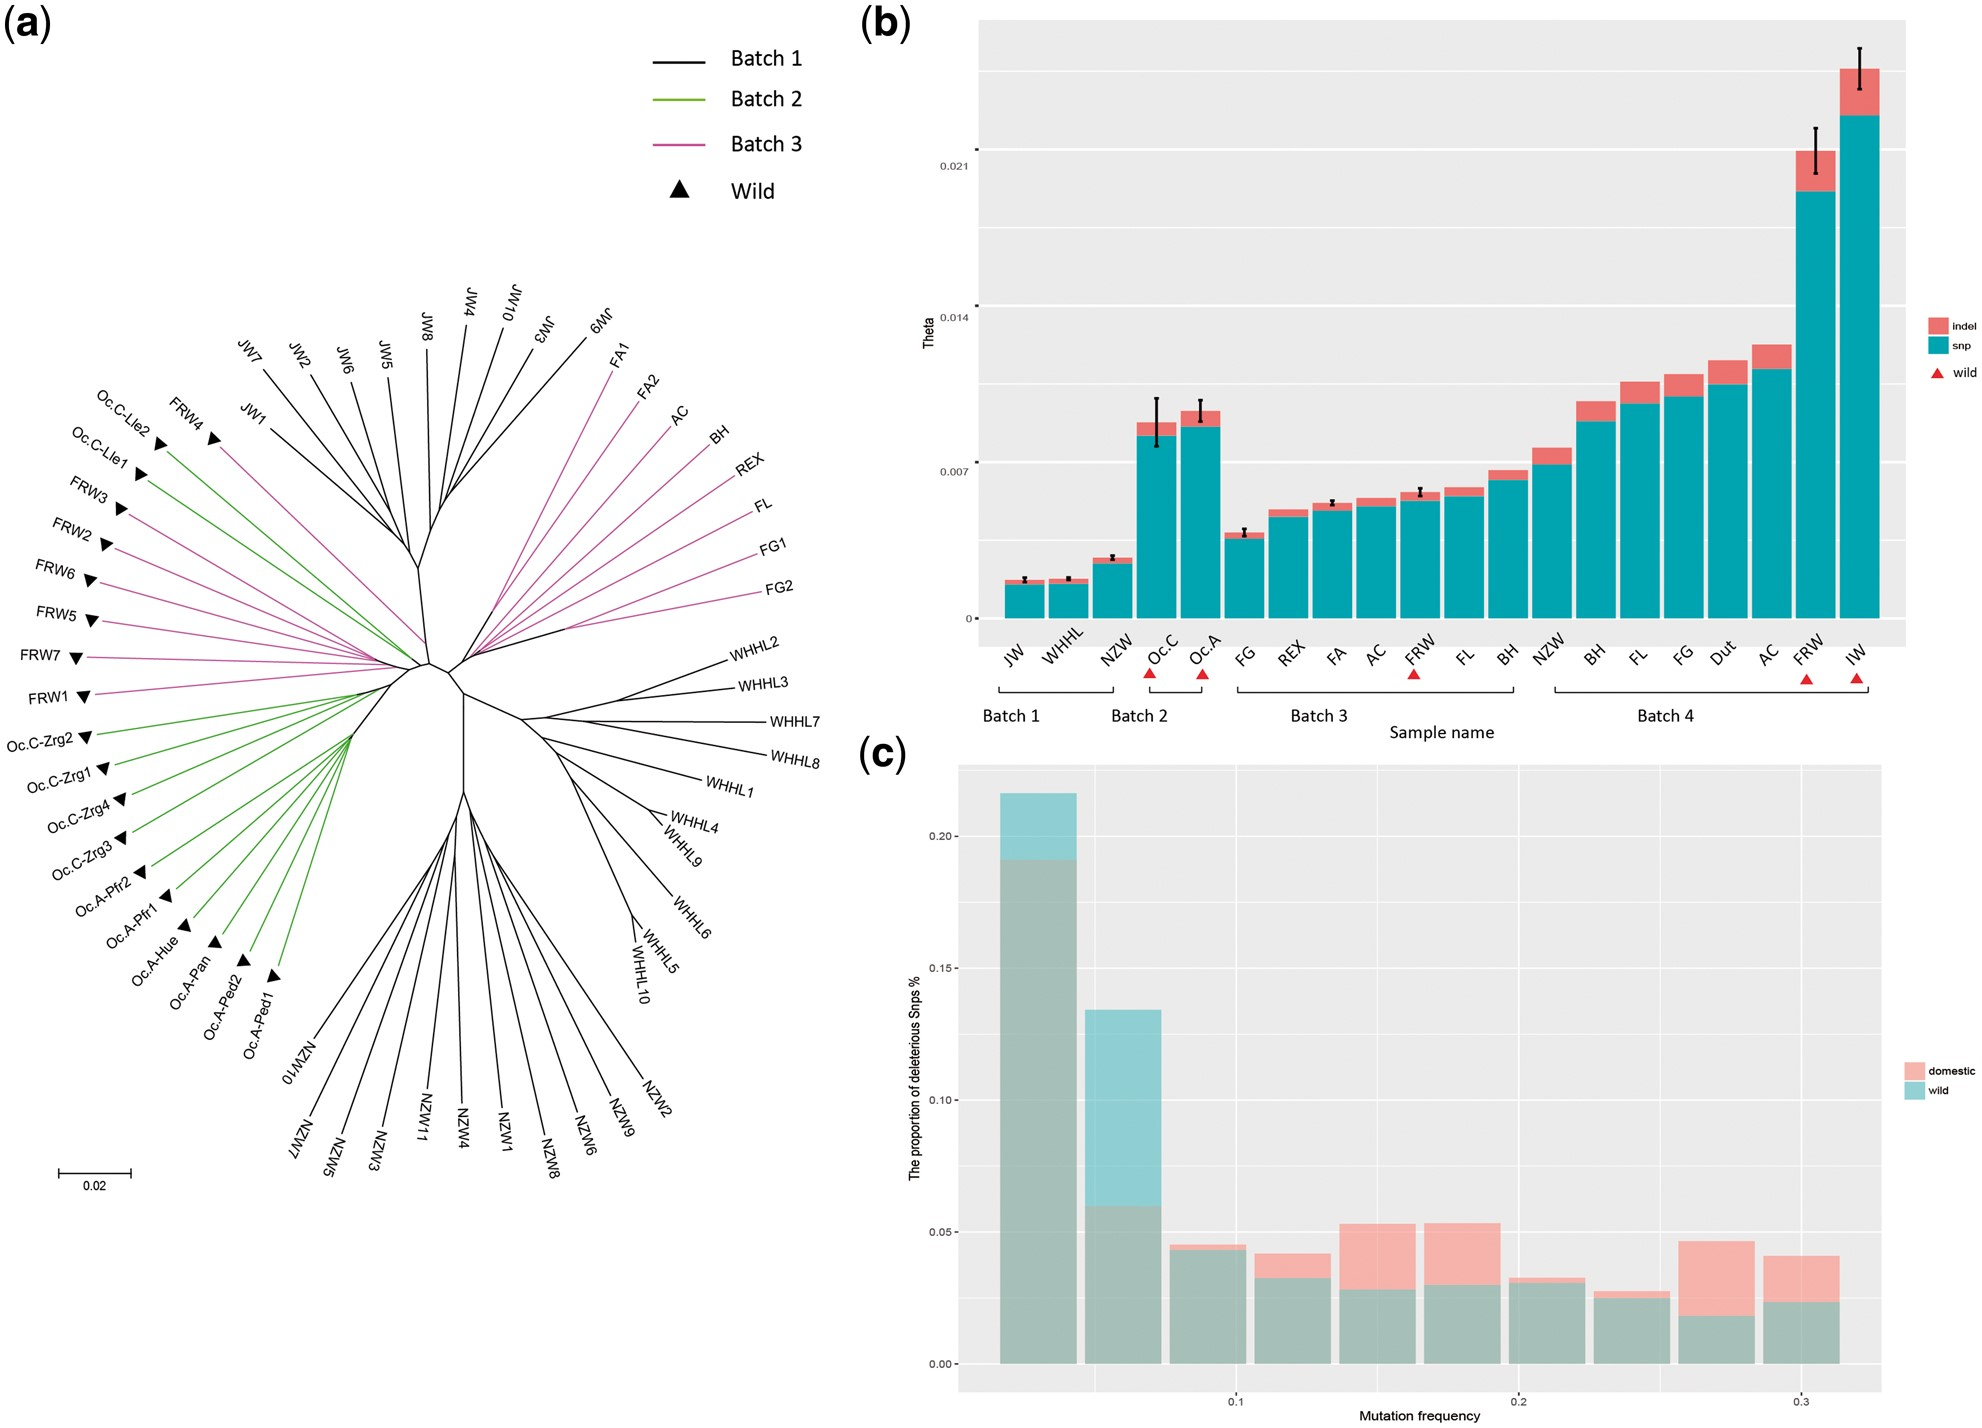 (a)
Batch 1
Batch 2
Batch 3
Wild
JW7
JW2
JW6
JW5
JW8
JW4
JW10
JW3
JW9
JW1
FA1
FA2
AC
BH
REX
FL
FG1
FG2
Oc.C-Lle2
FRW4
Oc.C-Lle1
FRW3
FRW2
FRW6
FRW5
FRW7
FRW1
Oc.C-Zrg2
Oc.C-Zrg1
Oc.C-Zrg4
Oc.C-Zrg3
Oc.A-Pfr2
Oc.A-Pfr1
Oc.A-Hue
Oc.A-Pan
Oc.A-Ped2
Oc.A-Ped1
WHHL2
WHHL3
WHHL7
WHHL8
WHHL1
WHHL4
WHHL9
WHHL6
WHHL5
WHHL10
NZW10
NZW7
NZW5
NZW3
NZW11
NZW4
NZW1
NZW8
NZW6
NZW9
NZW2
0.02
(b)
Theta
0.021
0.014
0.007
0
JW
WHHL
NZW
Oc.C
Oc.A
FG
REX
FA
AC
FRW
FL
BH
NZW
BH
FL
FG
Dut
AC
FRW
IW
Batch 1
Batch 2
Batch 3
Batch 4
Sample name
indel
snp
wild
(c)
The proportion of deleterious Snps %
0.20
0.15
0.10
0.05
0.00
0.1
0.2
0.3
Mutation frequency
domestic
wild